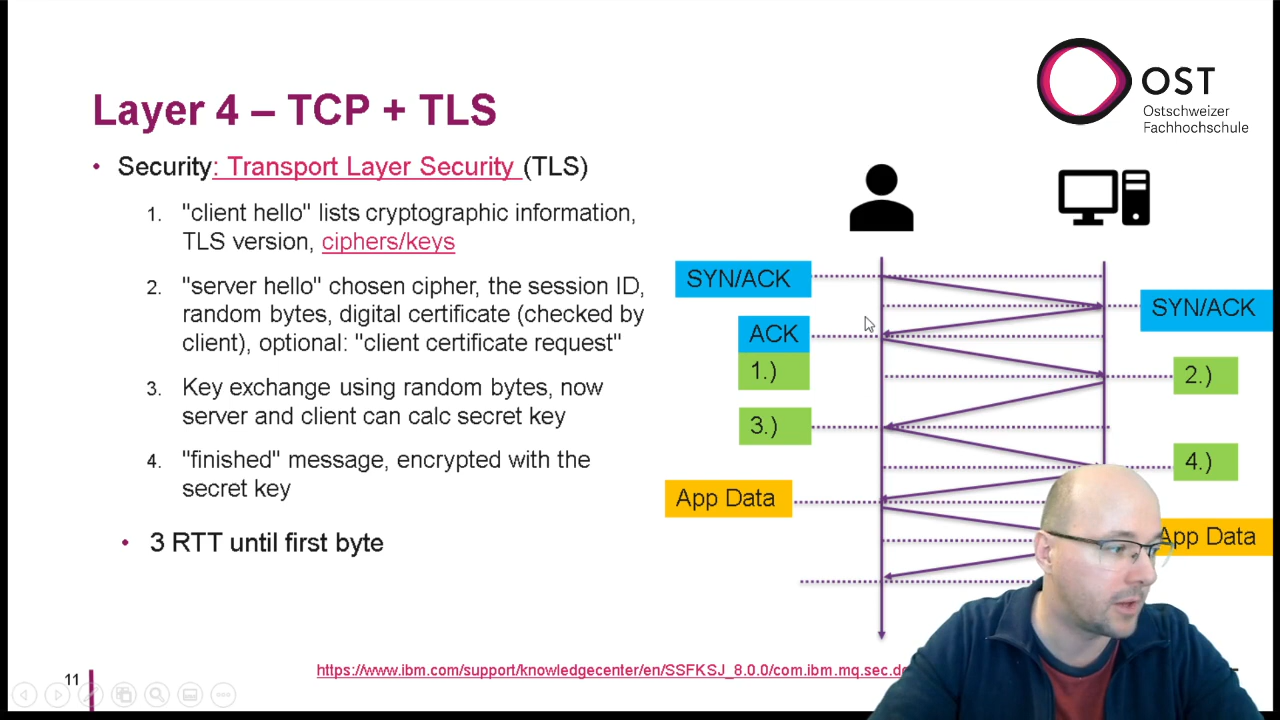 OST
Ostschweizer
Fachhochschule
Layer 4 – TCP + TLS
• Security: Transport Layer Security (TLS)
1. "client hello" lists cryptographic information,
TLS version, ciphers/keys
2. "server hello" chosen cipher, the session ID,
random bytes, digital certificate (checked by
client), optional: "client certificate request"
3. Key exchange using random bytes, now
server and client can calc secret key
4. "finished" message, encrypted with the
secret key
• 3 RTT until first byte
SYN/ACK
SYN/ACK
ACK
1.)
2.)
3.)
4.)
App Data
App Data
11
https://www.ibm.com/support/knowledgecenter/en/SSFKSJ_8.0.0/com.ibm.mq.sec.do